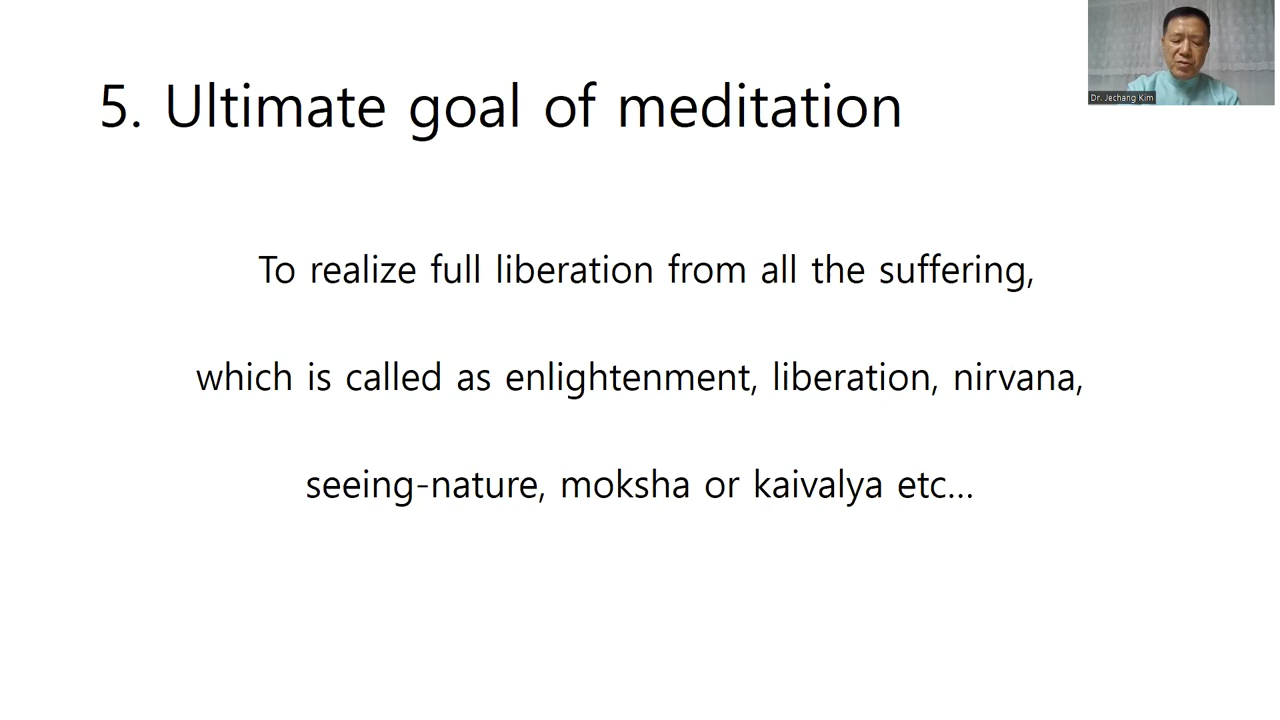 Dr. Jechang Kim
5. Ultimate goal of meditation
To realize full liberation from all the suffering,
which is called as enlightenment, liberation, nirvana,
seeing-nature, moksha or kaivalya etc...